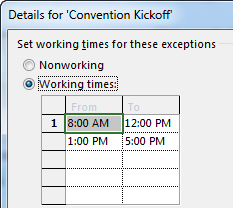 Details for 'Convention Kickoff'
Set working times for these exceptions
Nonworking
Working times:
From To
1 8:00 AM 12:00 PM
1:00 PM 5:00 PM